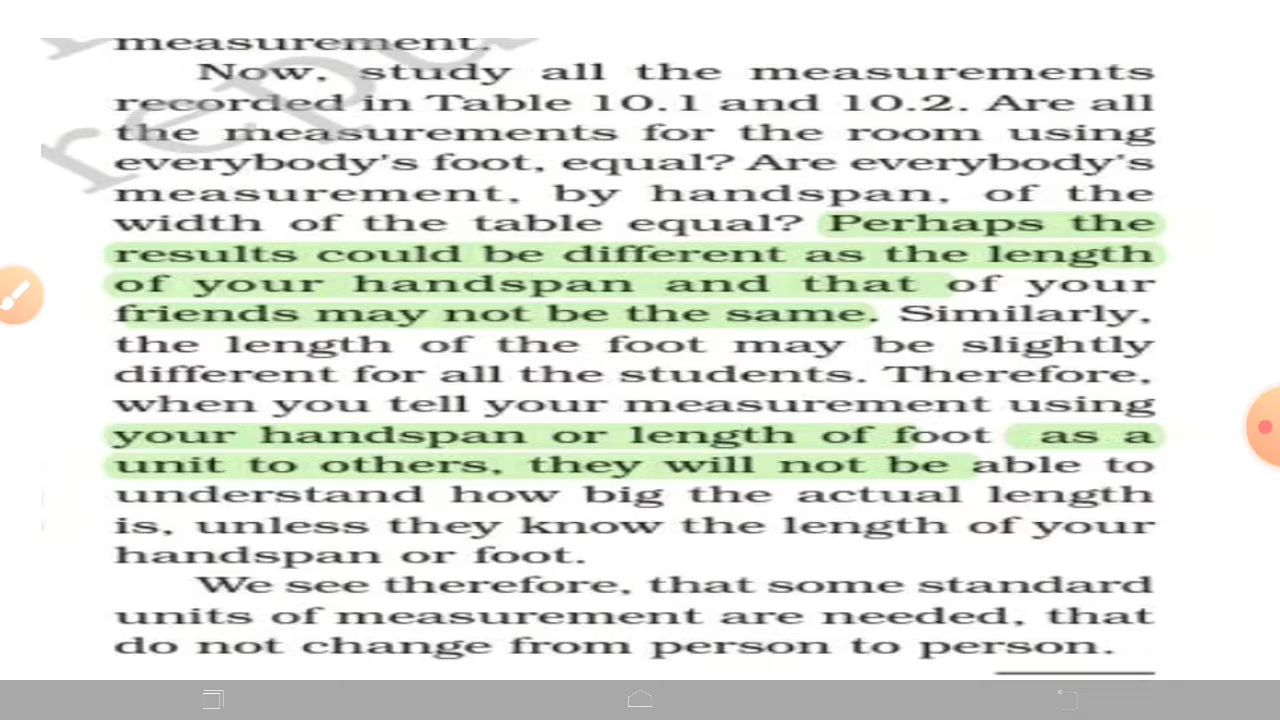 measurement.
Now, study all the measurements
recorded in Table 10.1 and 10.2. Are all
the measurements for the room using
everybody's foot, equal? Are everybody's
measurement, by handspan, of the
width of the table equal? Perhaps the
results could be different as the length
of your handspan and that of your
friends may not be the same. Similarly,
the length of the foot may be slightly
different for all the students. Therefore,
when you tell your measurement using
your handspan or length of foot as a
unit to others, they will not be able to
understand how big the actual length
is, unless they know the length of your
handspan or foot.
We see therefore, that some standard
units of measurement are needed, that
do not change from person to person.